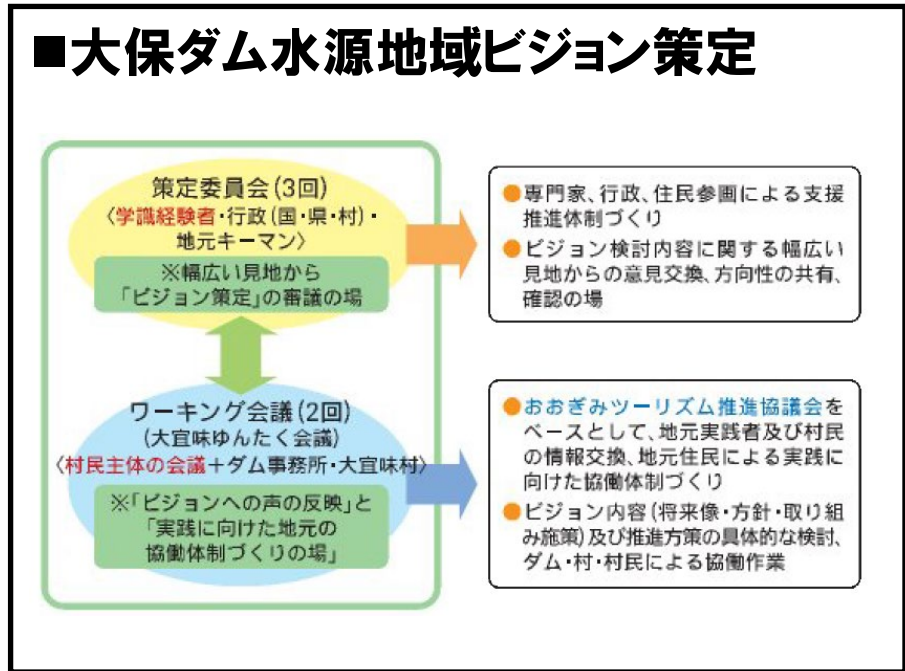 ■大保ダム水源地域ビジョン策定
策定委員会(3回)
〈学識経験者・行政(国・県・村)・
地元キーマン〉
※幅広い見地から
「ビジョン策定」の審議の場
●専門家、行政、住民参画による支援
推進体制づくり
●ビジョン検討内容に関する幅広い
見地からの意見交換、方向性の共有、
確認の場
ワーキング会議(2回)
(大宜味ゆんたく会議)
〈村民主体の会議+ダム事務所・大宜味村〉
※「ビジョンへの声の反映」と
「実践に向けた地元の
協働体制づくりの場」
●おおぎみツーリズム推進協議会を
ベースとして、地元実践者及び村民
の情報交換、地元住民による実践に
向けた協働体制づくり
●ビジョン内容(将来像・方針・取り組
み施策)及び推進方策の具体的な検討、
ダム・村・村民による協働作業